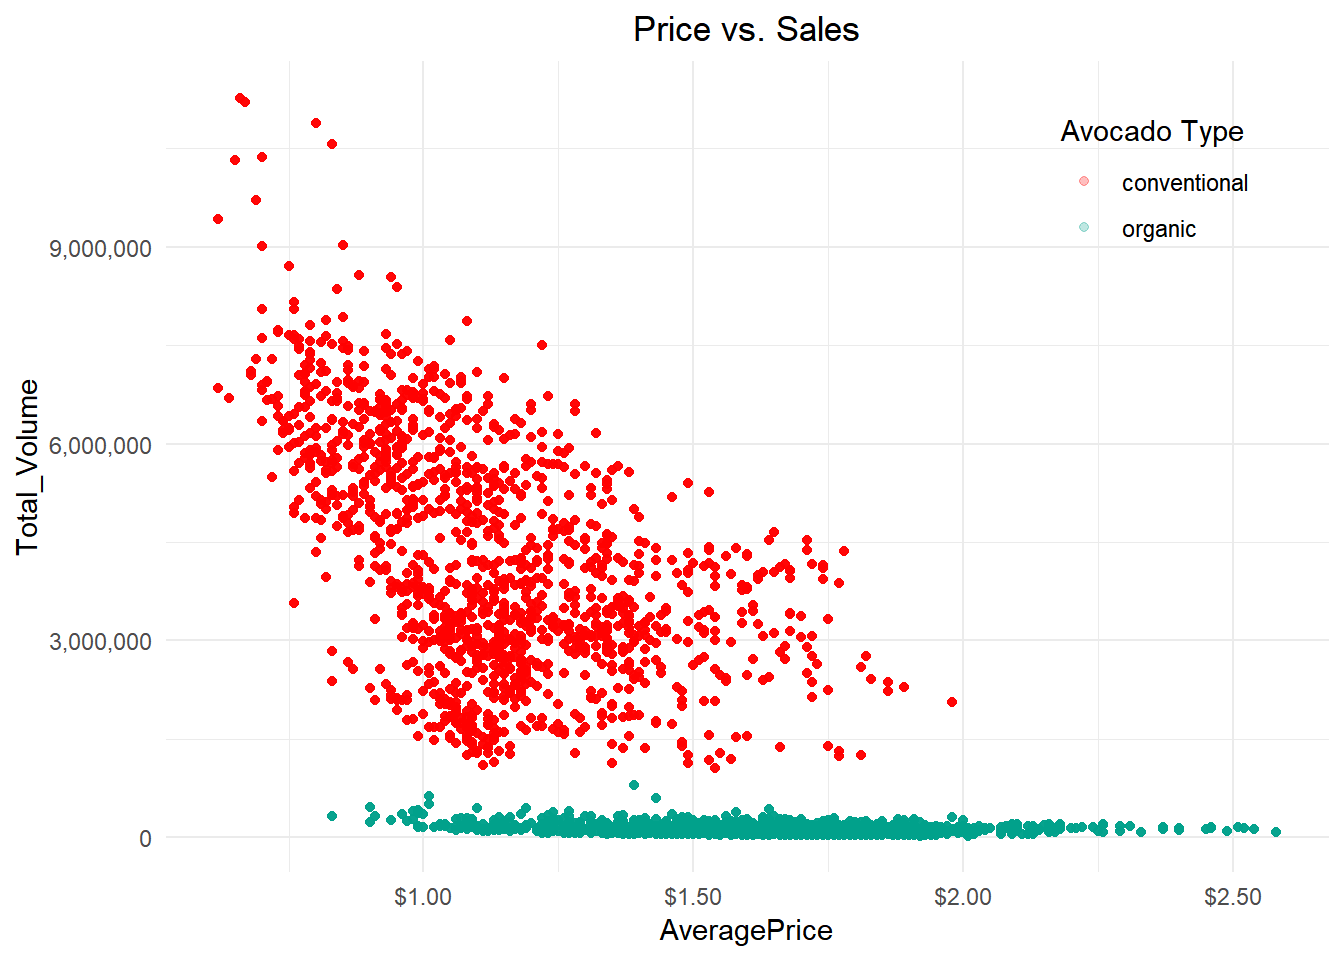 Price vs. Sales
Avocado Type
conventional
organic
Total_Volume
9,000,000
6,000,000
3,000,000
0
$1.00
$1.50
$2.00
$2.50
AveragePrice